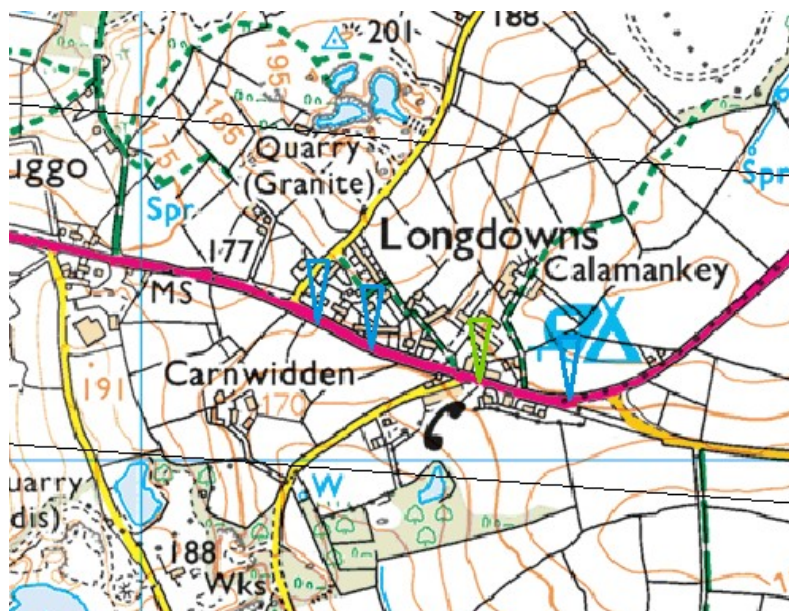 188
201
195
185
175
Quarry
(Granite)
uggo
Spr
Spr
177
Longdowns
Calamankey
MS
Carnwidden
170
191
W
uarry
dis)
188
Wks